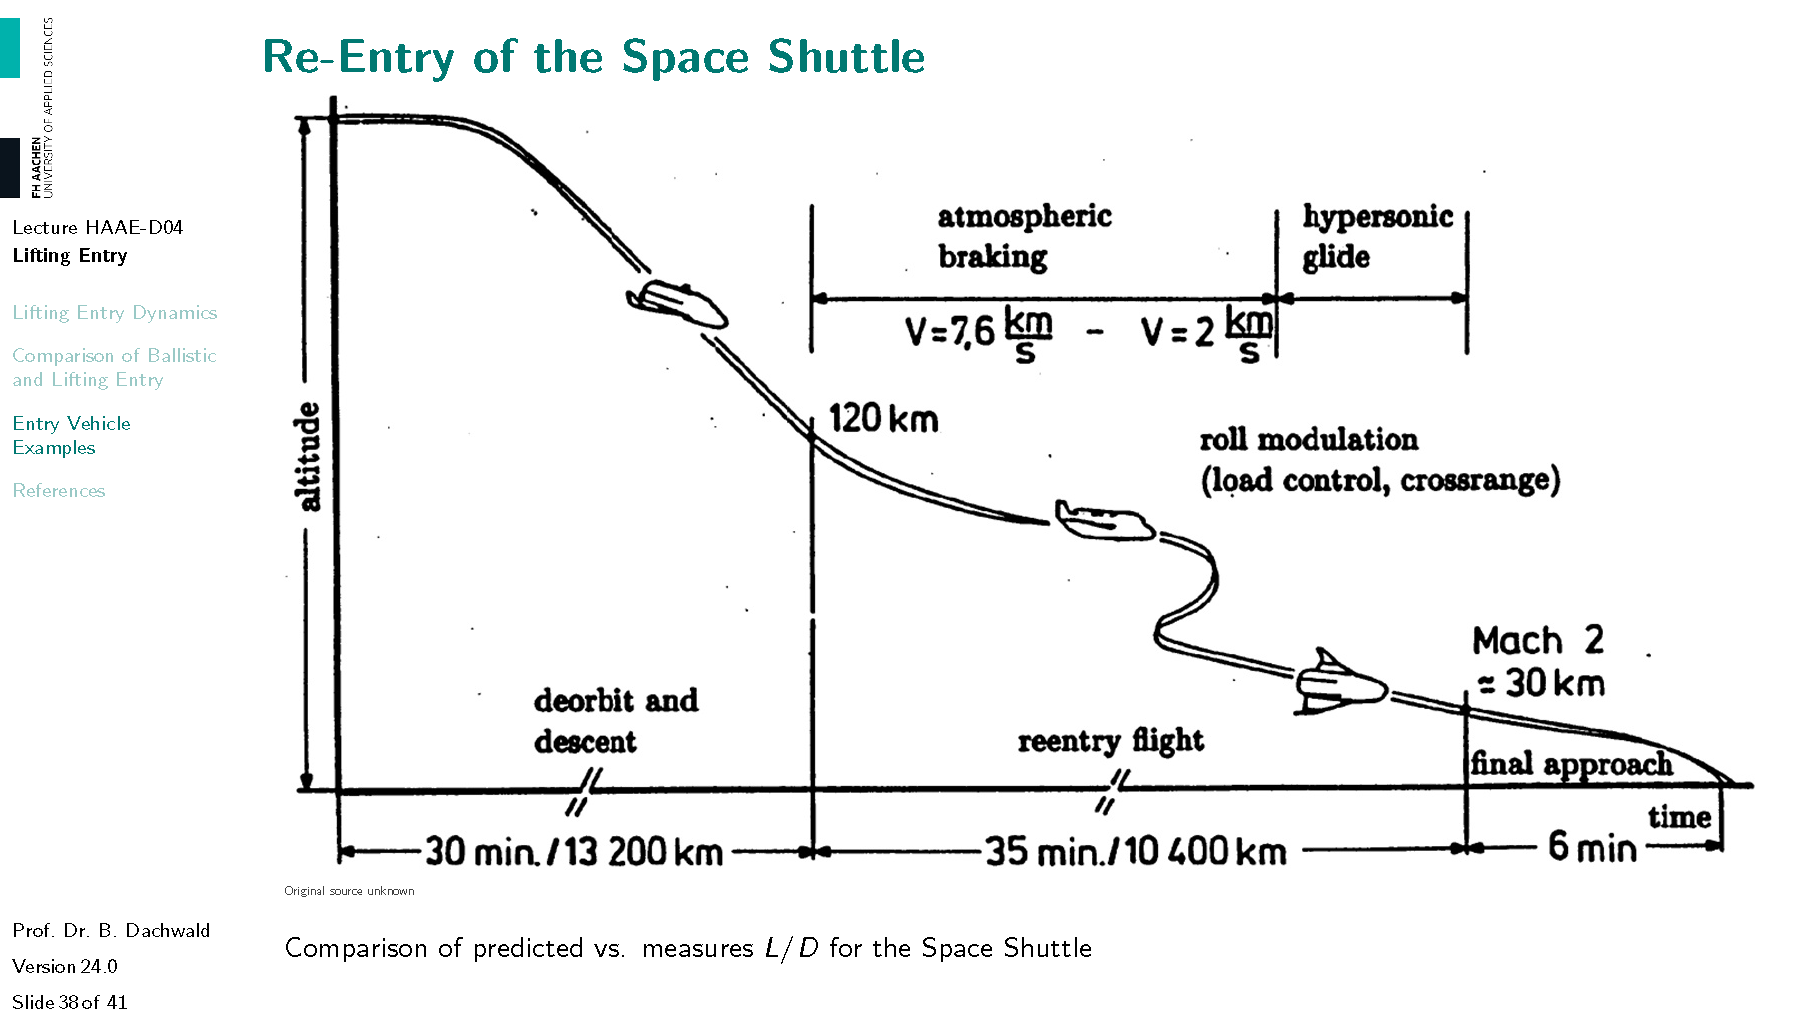 Re-Entry of the Space Shuttle
FH AACHEN
UNIVERSITY OF APPLIED SCIENCES
Lecture HAAE-D04
Lifting Entry
Lifting Entry Dynamics
Comparison of Ballistic
and Lifting Entry
Entry Vehicle
Examples
References
Prof. Dr. B. Dachwald
Version 24.0
Slide 38 of 41
altitude
atmospheric
braking
hypersonic
glide
V=7,6 km/s - V=2 km/s
120 km
roll modulation
(load control, crossrange)
Mach 2
≈ 30 km
deorbit and
descent
reentry flight
final approach
time
30 min./13 200 km
35 min./10 400 km
6 min
Original source unknown
Comparison of predicted vs. measures L/D for the Space Shuttle